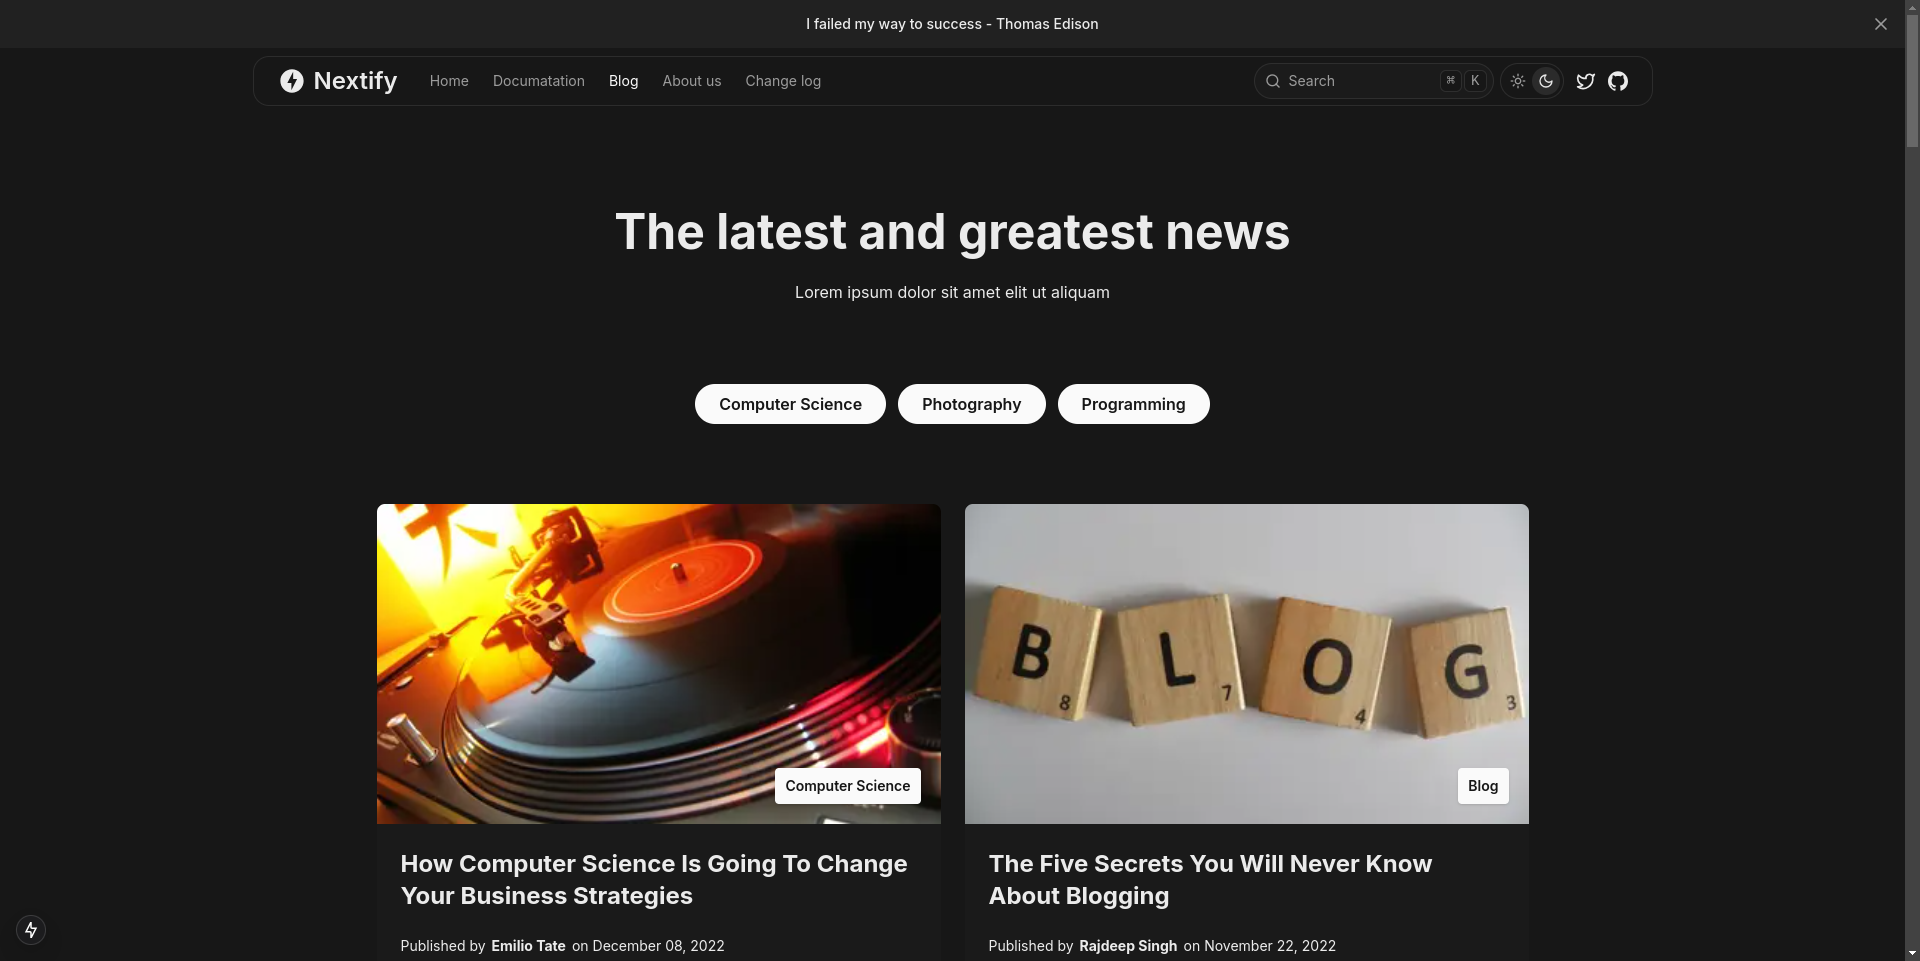 I failed my way to success - Thomas Edison
Nextify
Home
Documatation
Blog
About us
Change log
Search
⌘ K
The latest and greatest news
Lorem ipsum dolor sit amet elit ut aliquam
Computer Science
Photography
Programming
天
Computer Science
B 8 L 7 O 4 G 3
Blog
How Computer Science Is Going To Change
Your Business Strategies
Published by Emilio Tate on December 08, 2022
The Five Secrets You Will Never Know
About Blogging
Published by Rajdeep Singh on November 22, 2022